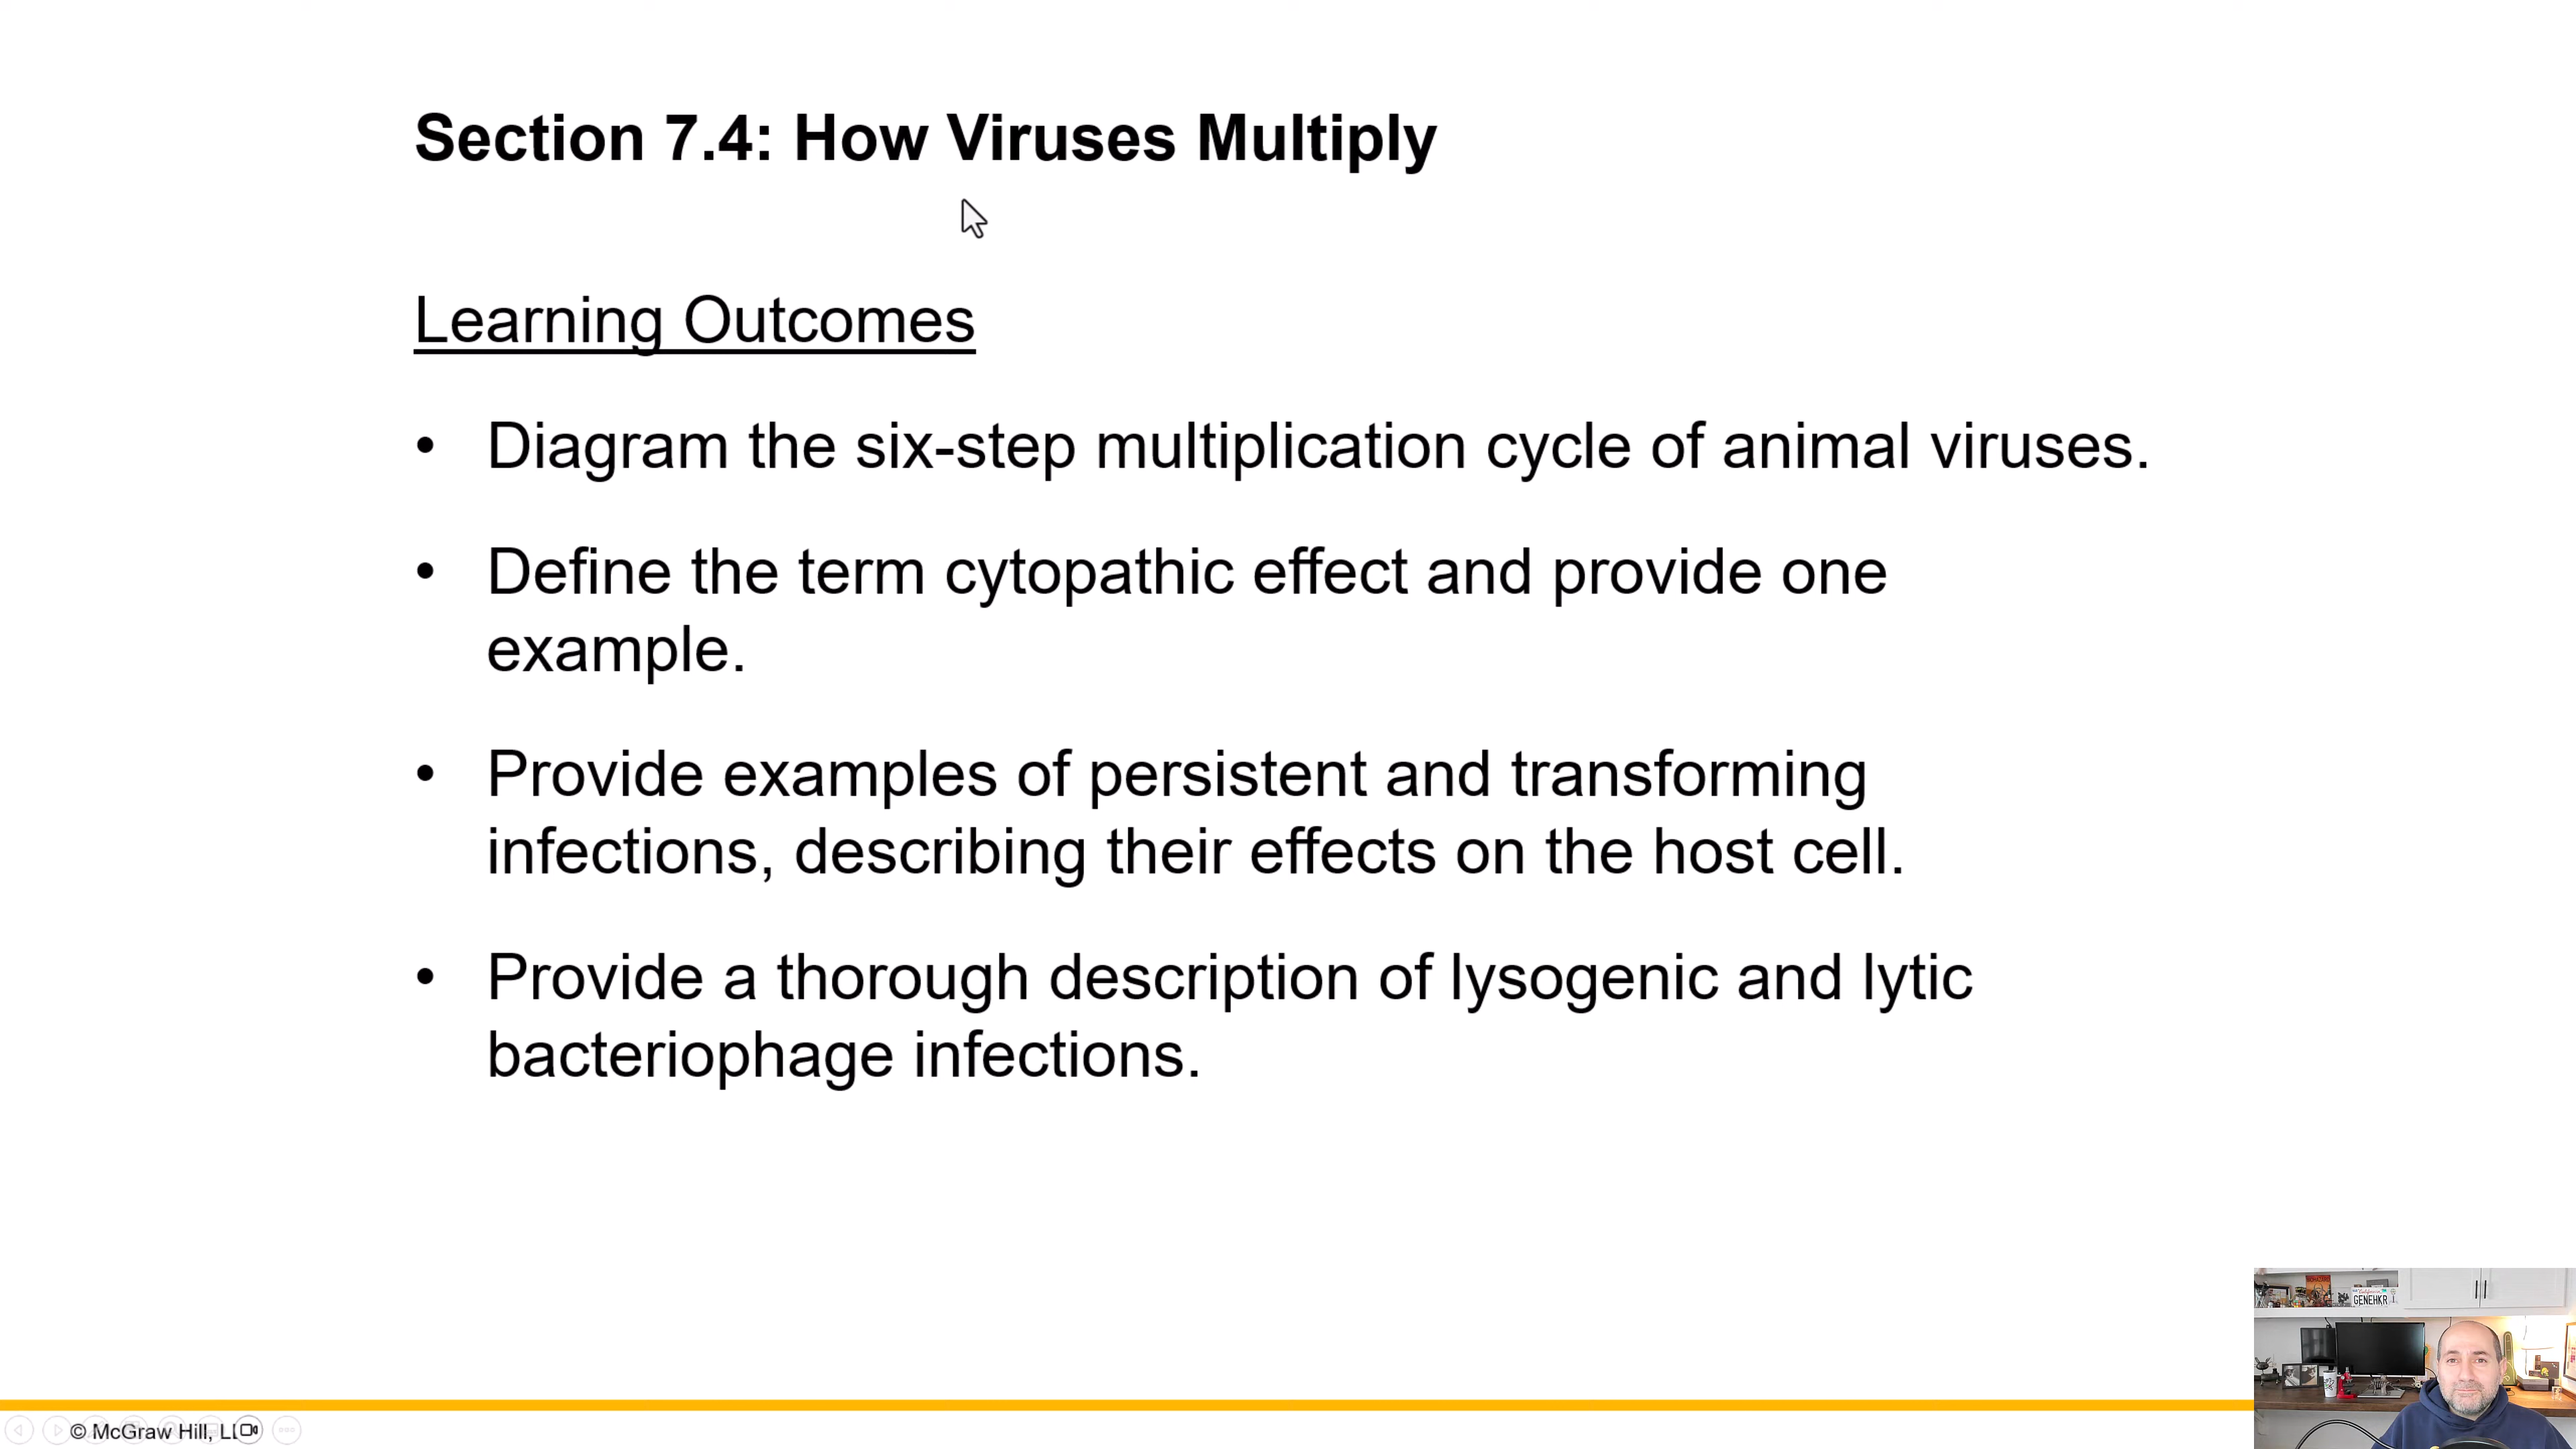 Section 7.4: How Viruses Multiply
Learning Outcomes
• Diagram the six-step multiplication cycle of animal viruses.
• Define the term cytopathic effect and provide one
example.
• Provide examples of persistent and transforming
infections, describing their effects on the host cell.
• Provide a thorough description of lysogenic and lytic
bacteriophage infections.
GENEHKR
© McGraw Hill,